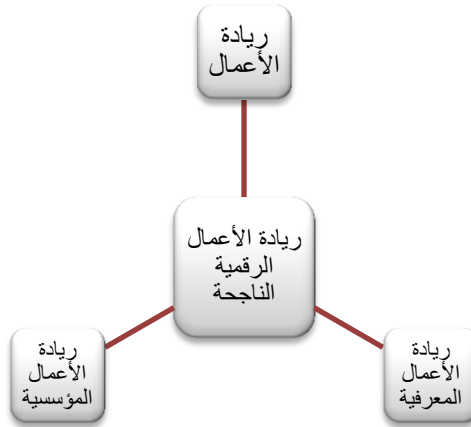 ريادة
الأعمال
ريادة الأعمال
الرقمية
الناجحة
ريادة
الأعمال
المعرفية
ريادة
الأعمال
المؤسسية